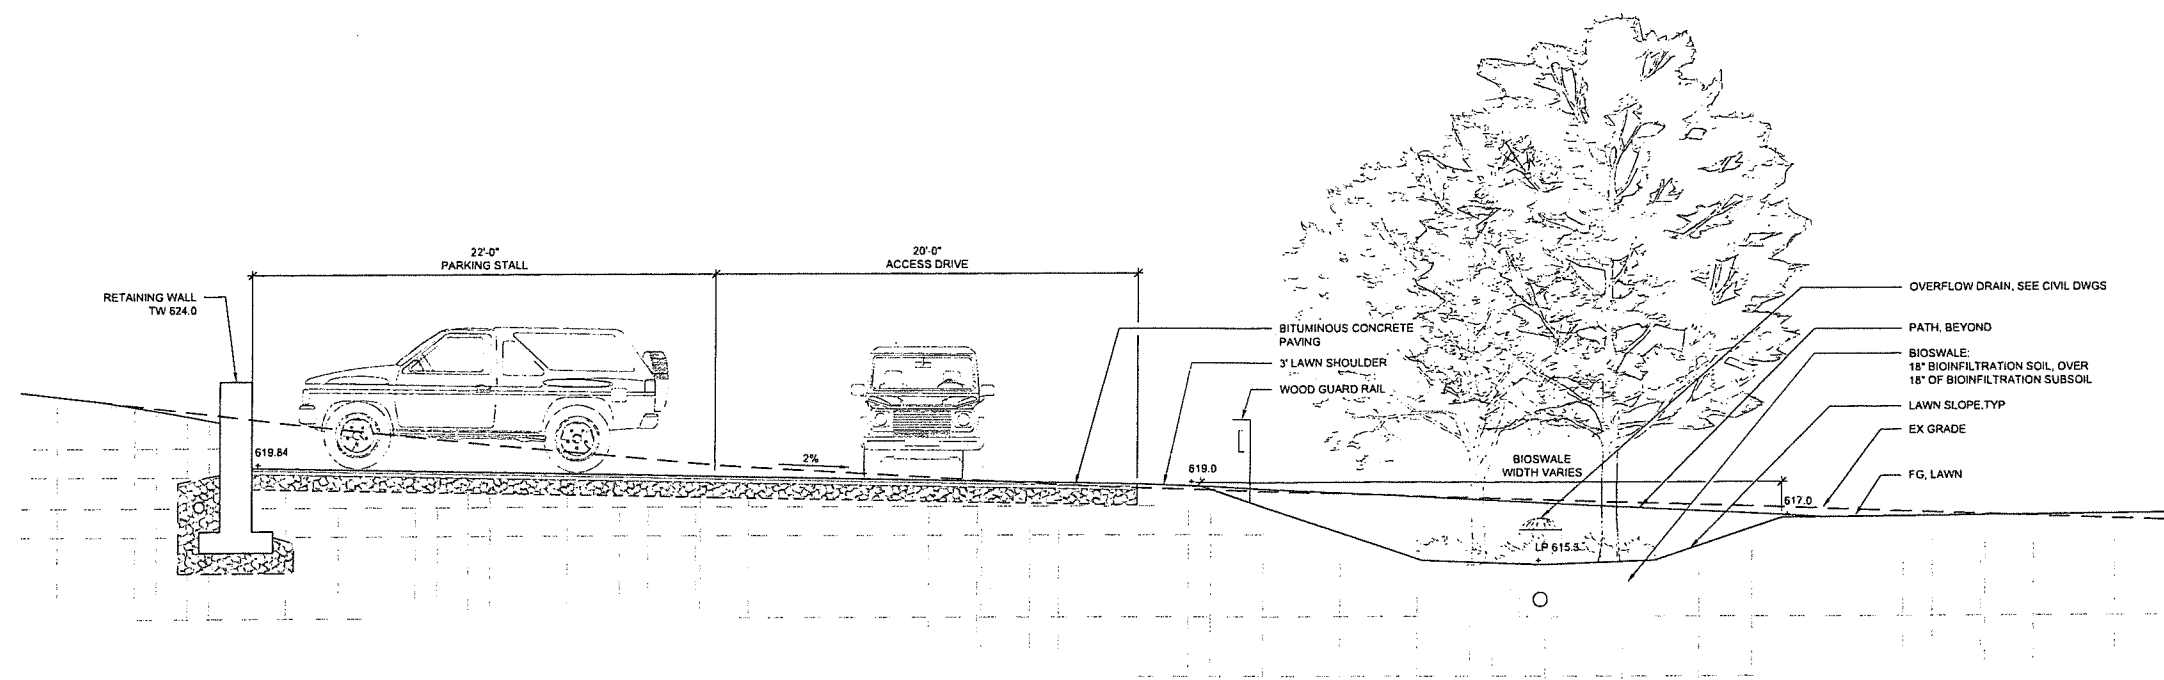 22'-0"
PARKING STALL
20'-0"
ACCESS DRIVE
RETAINING WALL
TW 624.0
BITUMINOUS CONCRETE
PAVING
3' LAWN SHOULDER
WOOD GUARD RAIL
OVERFLOW DRAIN, SEE CIVIL DWGS
PATH, BEYOND
BIOSWALE:
18" BIOINFILTRATION SOIL, OVER
18" OF BIOINFILTRATION SUBSOIL
LAWN SLOPE,TYP
EX GRADE
FG, LAWN
619.84
2%
619.0
BIOSWALE
WIDTH VARIES
617.0
LP 615.3